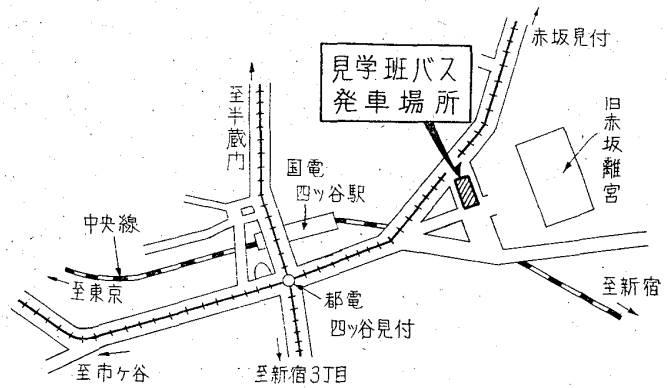 赤坂見付
見学班バス
発車場所
至半蔵門
旧赤坂離宮
国電
四ッ谷駅
中央線
至東京
至新宿
都電
四ッ谷見付
至市ケ谷
至新宿3丁目